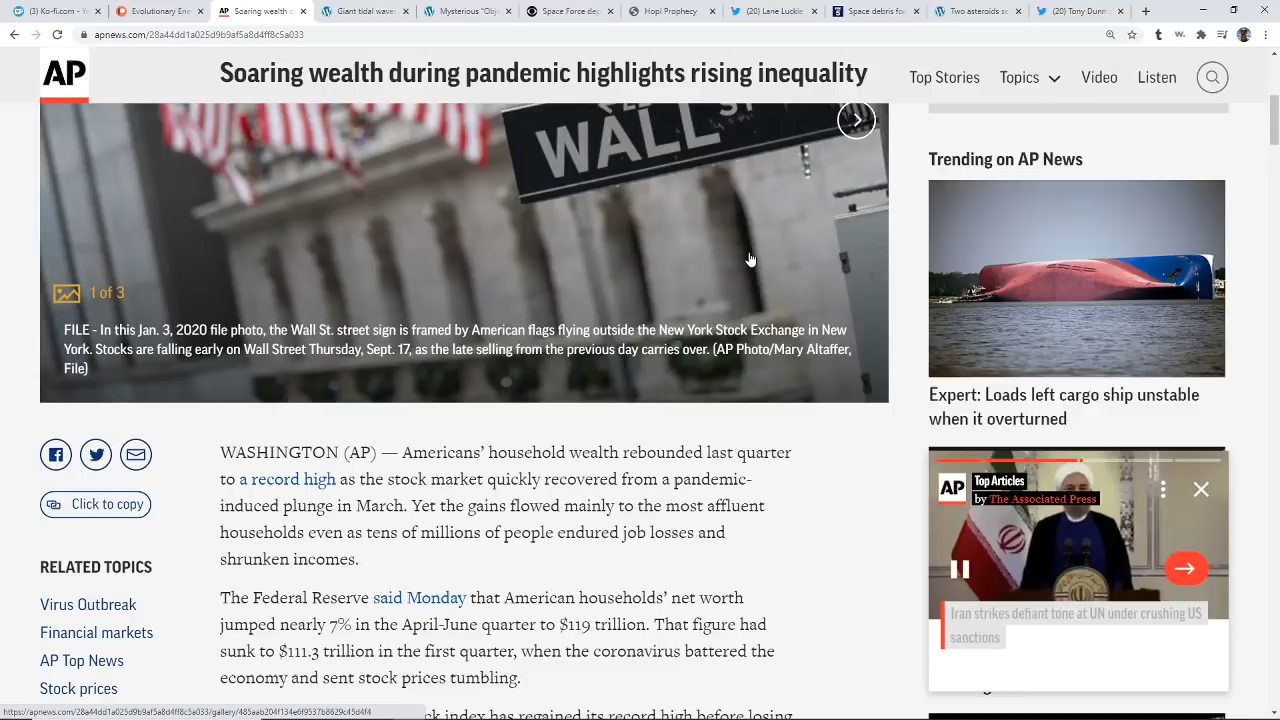 (3) Ko-fi.com -
Evolutionary Ene
Soaring wealth d
Giant tidal wave
Mysterious "Obje
Space Force dep
Hopi Prophecy
(20) Lane Luckie
Space debris fo
Two asteroids se
(20) Tony Dunn
apnews.com/28a44dd1a025d9b9af5a8d4ff8c5a033
AP
Soaring wealth during pandemic highlights rising inequality
Top Stories
Topics
Video
Listen
WALL ST
1 of 3
FILE - In this Jan. 3, 2020 file photo, the Wall St. street sign is framed by American flags flying outside the New York Stock Exchange in New
York. Stocks are falling early on Wall Street Thursday, Sept. 17, as the late selling from the previous day carries over. (AP Photo/Mary Altaffer,
File)
Click to copy
RELATED TOPICS
Virus Outbreak
Financial markets
AP Top News
Stock prices
WASHINGTON (AP) — Americans' household wealth rebounded last quarter
to a record high as the stock market quickly recovered from a pandemic-
induced plunge in March. Yet the gains flowed mainly to the most affluent
households even as tens of millions of people endured job losses and
shrunken incomes.
The Federal Reserve said Monday that American households' net worth
jumped nearly 7% in the April-June quarter to $119 trillion. That figure had
sunk to $111.3 trillion in the first quarter, when the coronavirus battered the
economy and sent stock prices tumbling.
ck index has regained its record high before losing
Trending on AP News
Expert: Loads left cargo ship unstable
when it overturned
AP
Top Articles
by The Associated Press
Iran strikes defiant tone at UN under crushing US
sanctions
https://apnews.com/28a44dd1a025d9b9af5a8d4ff8c5a033/gallery/485aab204f134e6f9537b8629c45d4f4